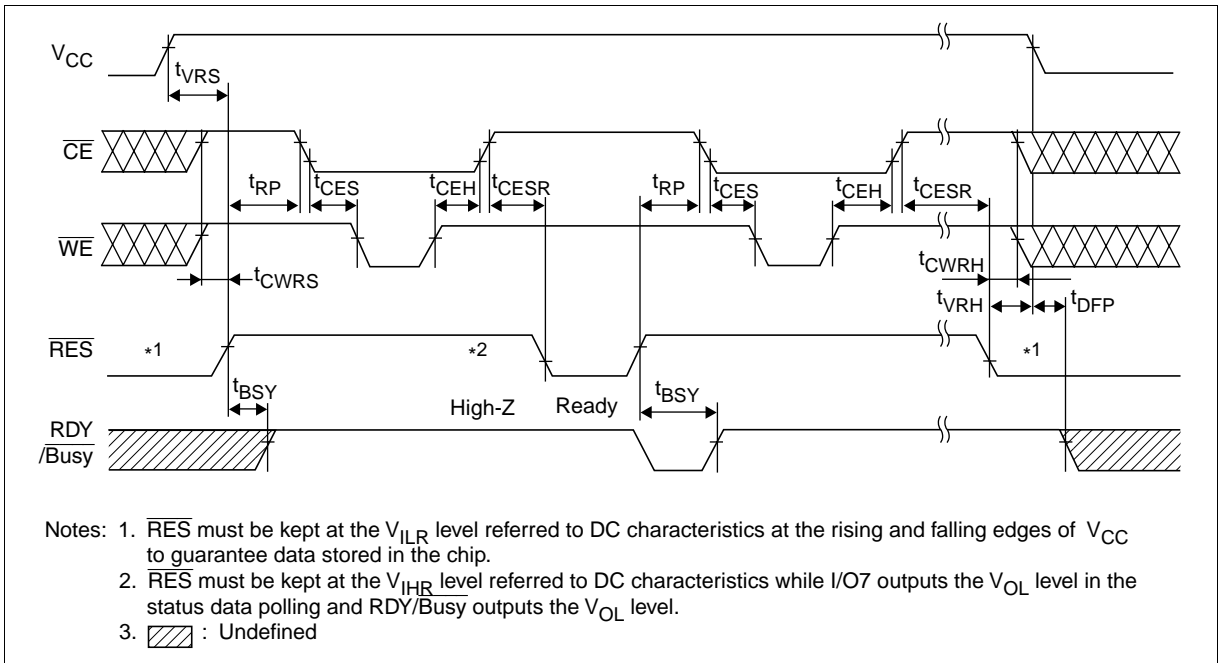 VCC
tVRS
CE
tRP tCES tCEH tCESR tRP tCES tCEH tCESR
WE
tCWRS tCWRH
tVRH tDFP
RES *1 *2 *1
tBSY tBSY
High-Z Ready
RDY
/Busy
Notes: 1. RES must be kept at the VILR level referred to DC characteristics at the rising and falling edges of VCC
to guarantee data stored in the chip.
2. RES must be kept at the VIHR level referred to DC characteristics while I/O7 outputs the VOL level in the
status data polling and RDY/Busy outputs the VOL level.
3. : Undefined